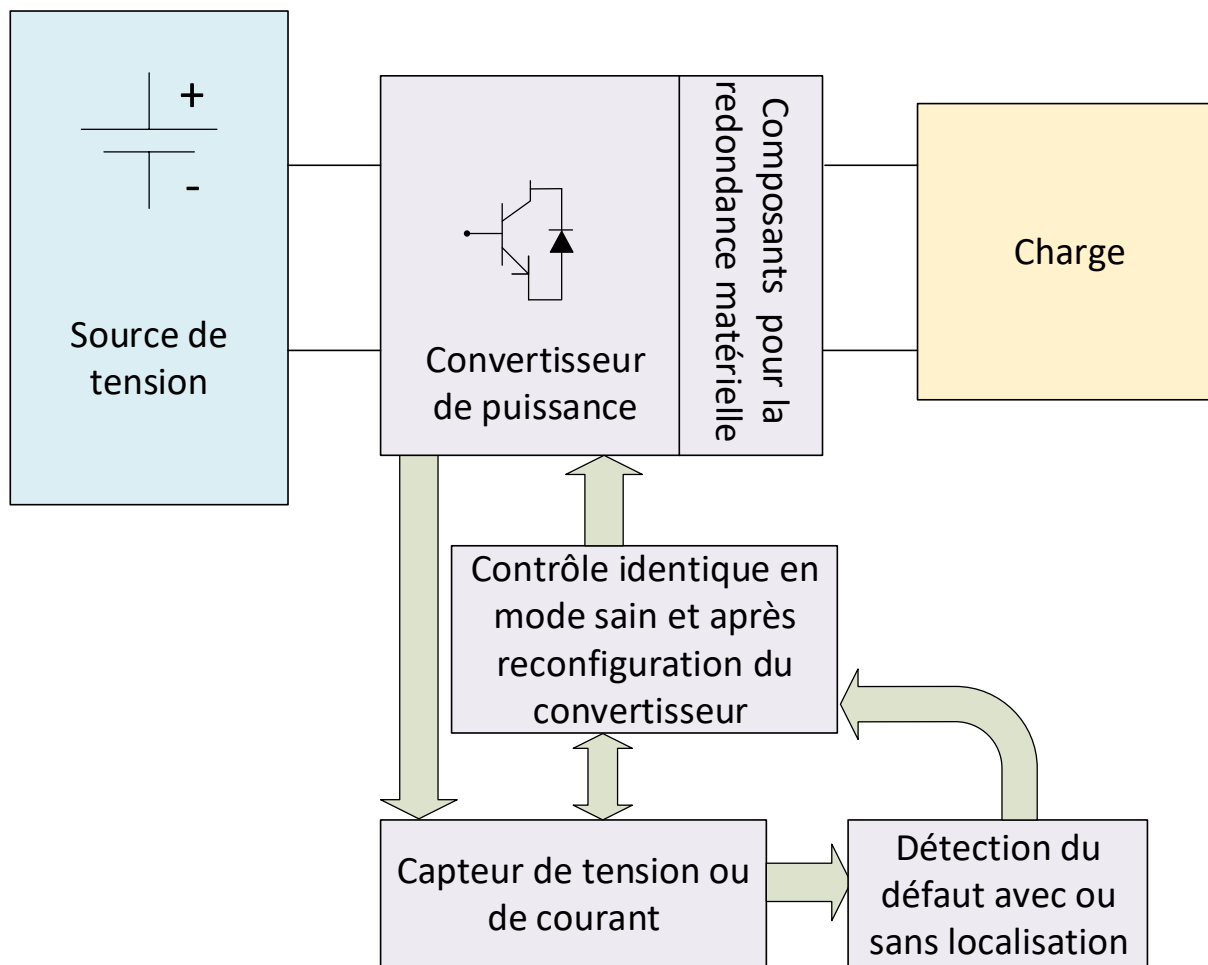 +
-
Source de
tension
Convertisseur
de puissance
Composants pour la
redondance matérielle
Charge
Contrôle identique en
mode sain et après
reconfiguration du
convertisseur
Capteur de tension ou
de courant
Détection du
défaut avec ou
sans localisation